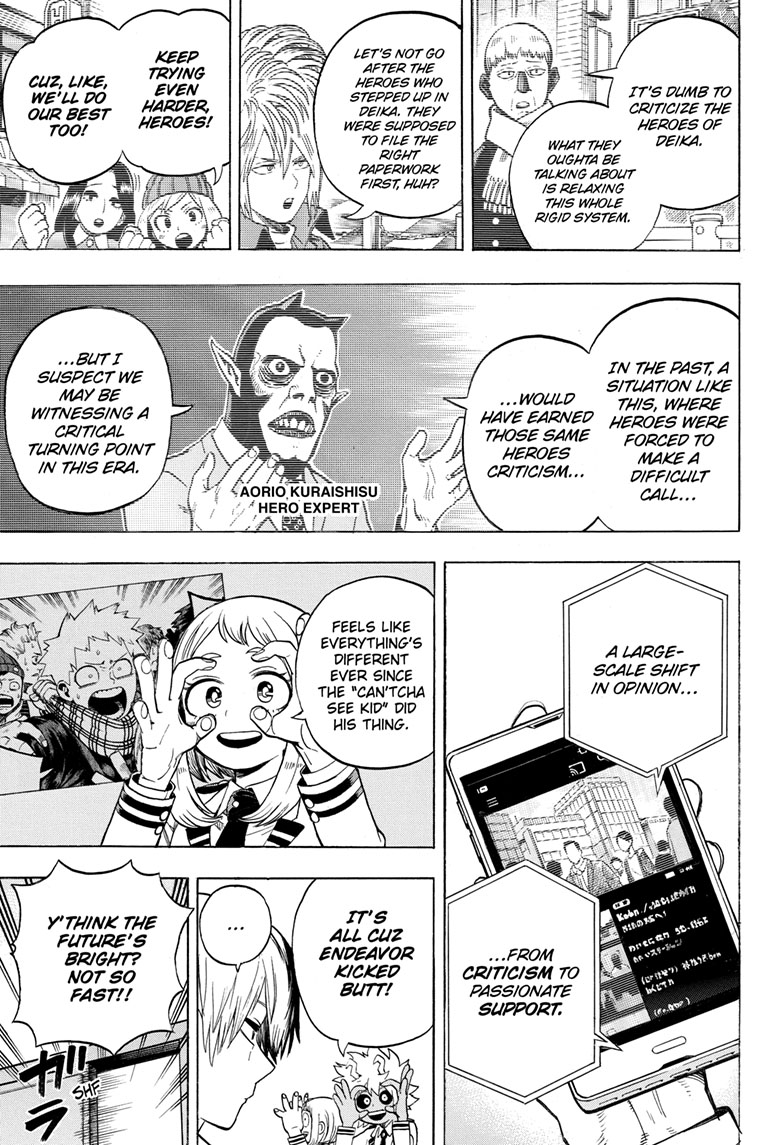 IT'S DUMB TO
CRITICIZE THE
HEROES OF
DEIKA.
WHAT THEY
OUGHTA BE
TALKING ABOUT
IS RELAXING
THIS WHOLE
RIGID SYSTEM.
LET'S NOT GO
AFTER THE
HEROES WHO
STEPPED UP IN
DEIKA. THEY
WERE SUPPOSED
TO FILE THE
RIGHT
PAPERWORK
FIRST, HUH?
KEEP
TRYING
EVEN
HARDER,
HEROES!
CUZ, LIKE,
WE'LL DO
OUR BEST
TOO!
IN THE PAST, A
SITUATION LIKE
THIS, WHERE
HEROES WERE
FORCED TO
MAKE A
DIFFICULT
CALL...
...WOULD
HAVE EARNED
THOSE SAME
HEROES
CRITICISM...
AORIO KURAISHISU
HERO EXPERT
...BUT I
SUSPECT WE
MAY BE
WITNESSING A
CRITICAL
TURNING POINT
IN THIS ERA.
A LARGE-
SCALE SHIFT
IN OPINION...
...FROM
CRITICISM TO
PASSIONATE
SUPPORT.
FEELS LIKE
EVERYTHING'S
DIFFERENT
EVER SINCE
THE "CAN'TCHA
SEE KID" DID
HIS THING.
IT'S
ALL CUZ
ENDEAVOR
KICKED
BUTT!
...
Y'THINK THE
FUTURE'S
BRIGHT?
NOT SO
FAST!!
ガラ
SHF